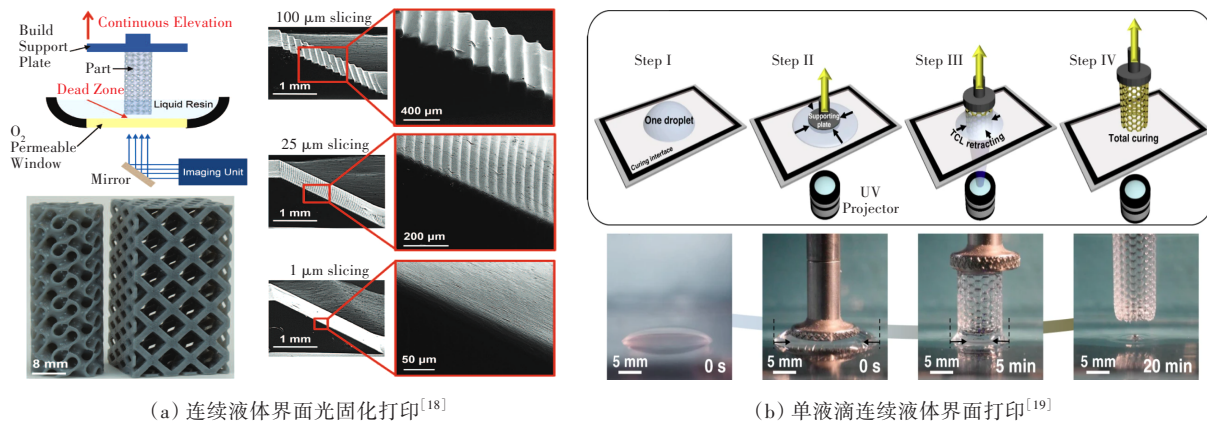 Continuous Elevation
Build
Support
Plate
Part
Dead Zone
Liquid Resin
O2
Permeable
Window
Mirror
Imaging Unit
8 mm
100 μm slicing
1 mm
400 μm
25 μm slicing
1 mm
200 μm
1 μm slicing
1 mm
50 μm
(a) 连续液体界面光固化打印[18]
Step I
One droplet
Curing interface
Step II
Supporting
plate
UV
Projector
Step III
TCL retracting
Step IV
Total curing
5 mm
0 s
5 mm
0 s
5 mm
5 min
5 mm
20 min
(b) 单液滴连续液体界面打印[19]